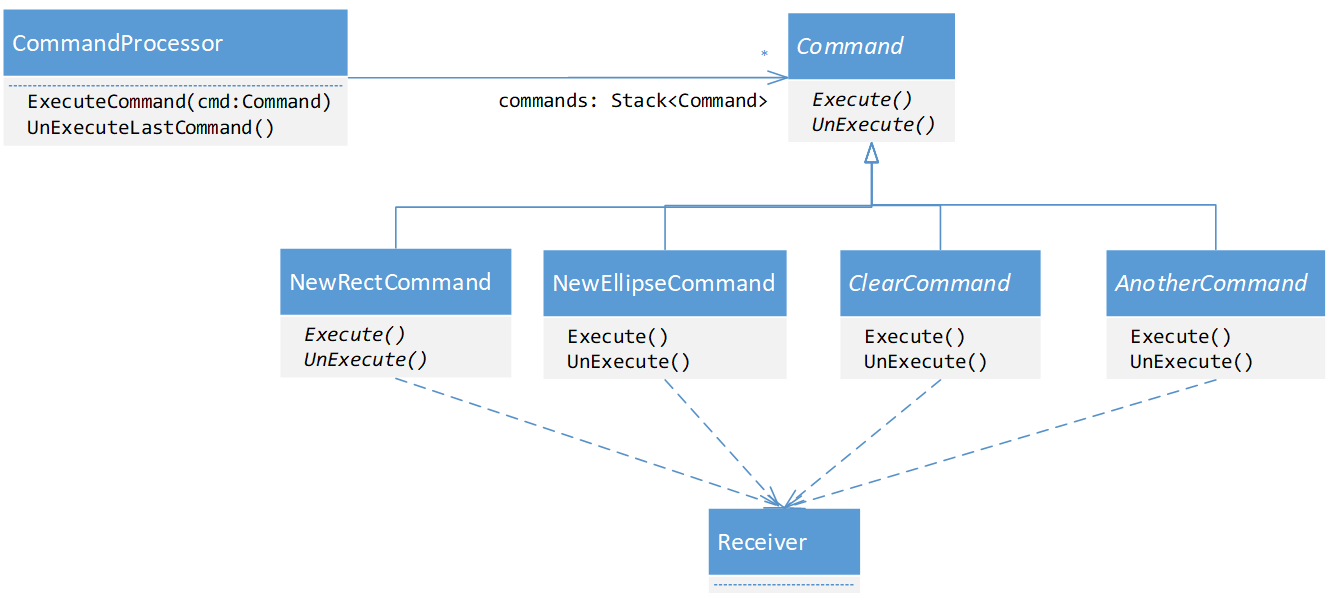 CommandProcessor
ExecuteCommand(cmd:Command)
UnExecuteLastCommand()
*
commands: Stack<Command>
Command
Execute()
UnExecute()
NewRectCommand
Execute()
UnExecute()
NewEllipseCommand
Execute()
UnExecute()
ClearCommand
Execute()
UnExecute()
AnotherCommand
Execute()
UnExecute()
Receiver